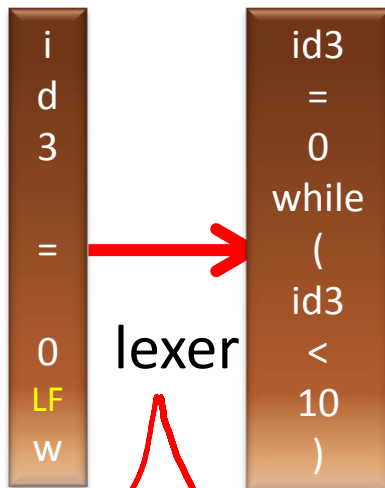 i
d
3
=
0
LF
w
lexer
id3
=
0
while
(
id3
<
10
)